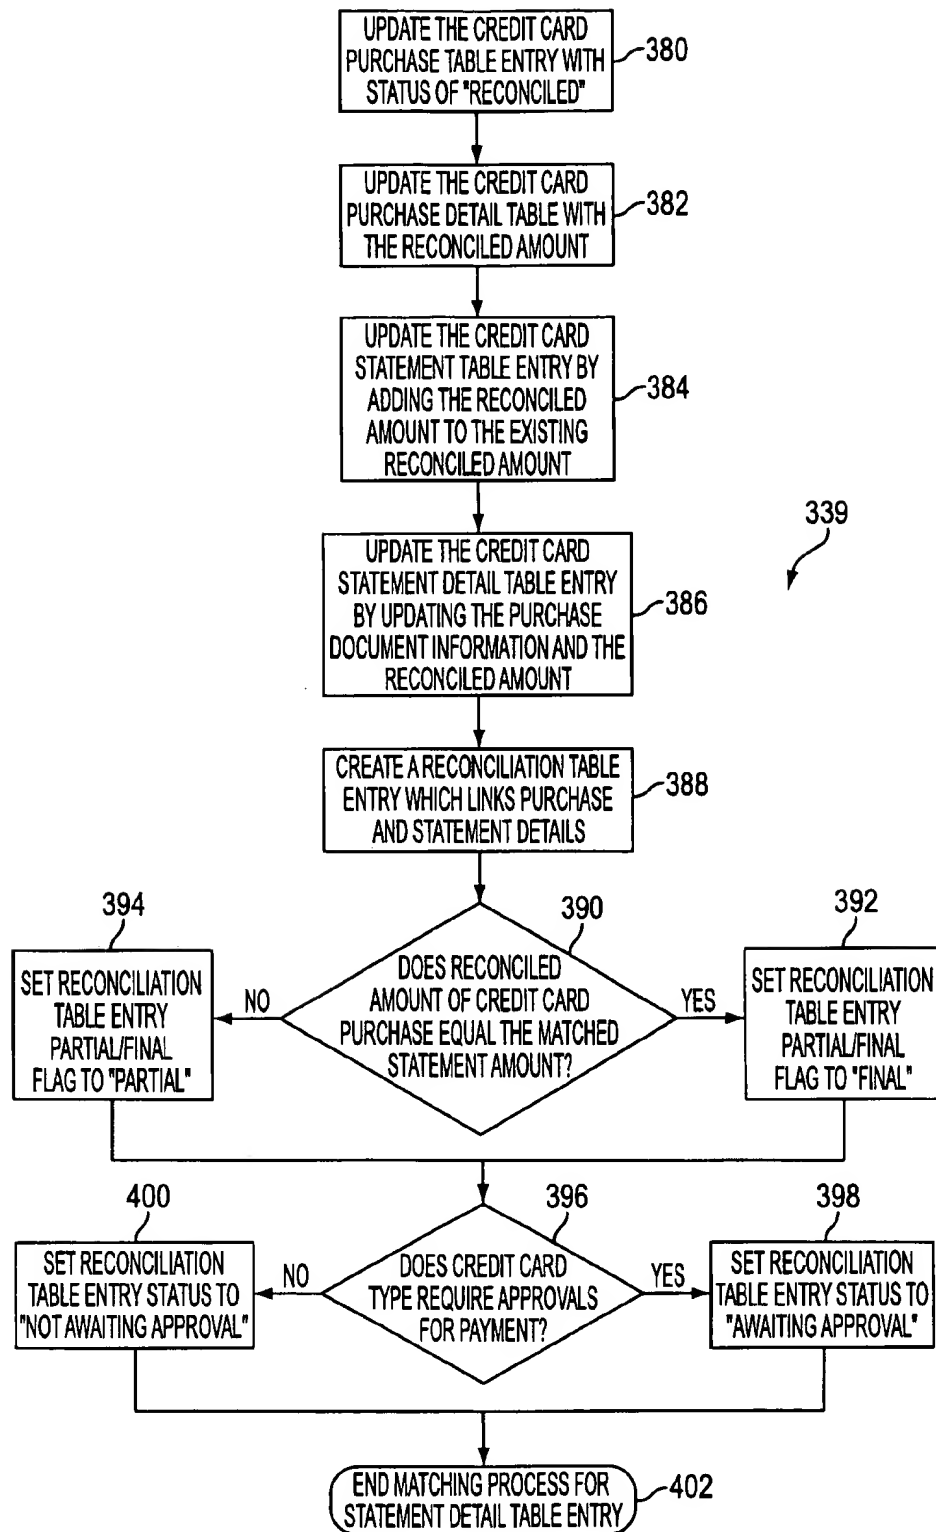 UPDATE THE CREDIT CARD
PURCHASE TABLE ENTRY WITH
STATUS OF "RECONCILED"
380
UPDATE THE CREDIT CARD
PURCHASE DETAIL TABLE WITH
THE RECONCILED AMOUNT
382
UPDATE THE CREDIT CARD
STATEMENT TABLE ENTRY BY
ADDING THE RECONCILED
AMOUNT TO THE EXISTING
RECONCILED AMOUNT
384
339
UPDATE THE CREDIT CARD
STATEMENT DETAIL TABLE ENTRY
BY UPDATING THE PURCHASE
DOCUMENT INFORMATION AND THE
RECONCILED AMOUNT
386
CREATE A RECONCILIATION TABLE
ENTRY WHICH LINKS PURCHASE
AND STATEMENT DETAILS
388
394
SET RECONCILIATION
TABLE ENTRY
PARTIAL/FINAL
FLAG TO "PARTIAL"
NO
390
DOES RECONCILED
AMOUNT OF CREDIT CARD
PURCHASE EQUAL THE MATCHED
STATEMENT AMOUNT?
YES
392
SET RECONCILIATION
TABLE ENTRY
PARTIAL/FINAL
FLAG TO "FINAL"
400
SET RECONCILIATION
TABLE ENTRY STATUS TO
"NOT AWAITING APPROVAL"
NO
396
DOES CREDIT CARD
TYPE REQUIRE APPROVALS
FOR PAYMENT?
YES
398
SET RECONCILIATION
TABLE ENTRY STATUS TO
"AWAITING APPROVAL"
END MATCHING PROCESS FOR
STATEMENT DETAIL TABLE ENTRY
402